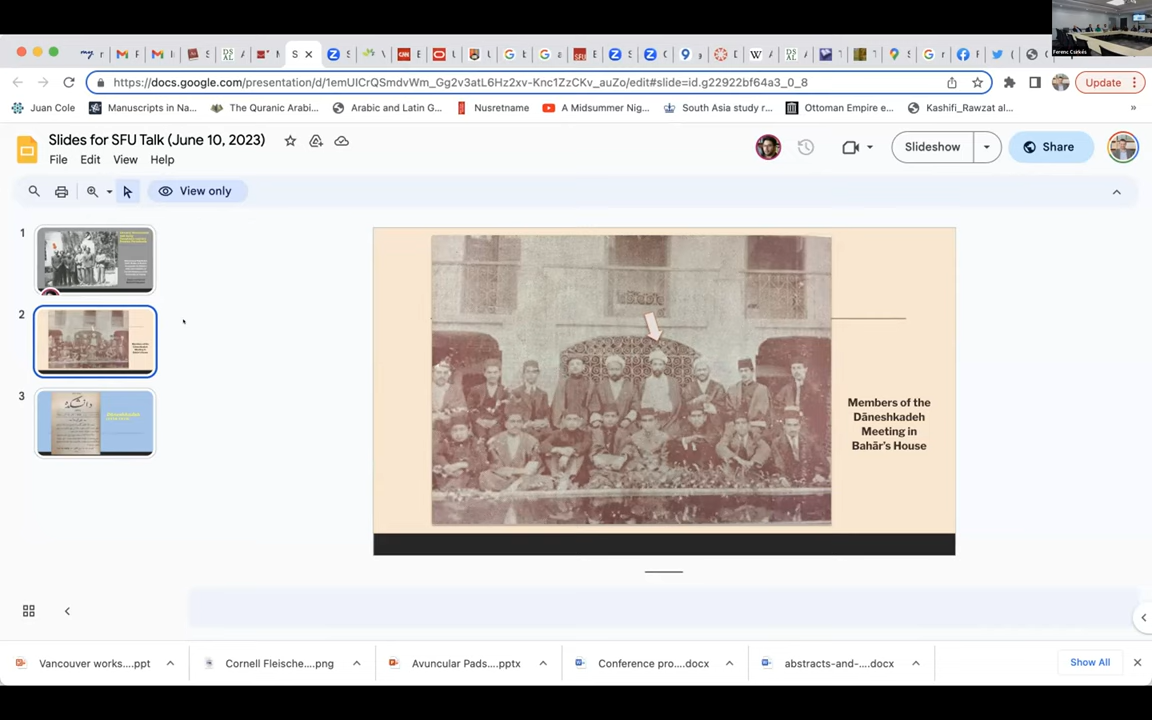 Ferenc Csirkés
https://docs.google.com/presentation/d/1emUICrQSmdvWm_Gg2v3atL6Hz2xv-Knc1ZzCKv_auZo/edit#slide=id.g22922bf64a3_0_8
Update
Juan Cole
Manuscripts in Na...
The Quranic Arabi...
Arabic and Latin G...
Nusretname
A Midsummer Nig...
South Asia study r...
Ottoman Empire e...
Kashifi_Rawzat al...
»
Slides for SFU Talk (June 10, 2023)
File Edit View Help
Slideshow
Share
View only
1
2
3
Members of the
Dāneshkadeh
Meeting in
Bahār's House
Vancouver works....ppt
Cornell Fleische....png
Avuncular Pads....pptx
Conference pro....docx
abstracts-and-....docx
Show All